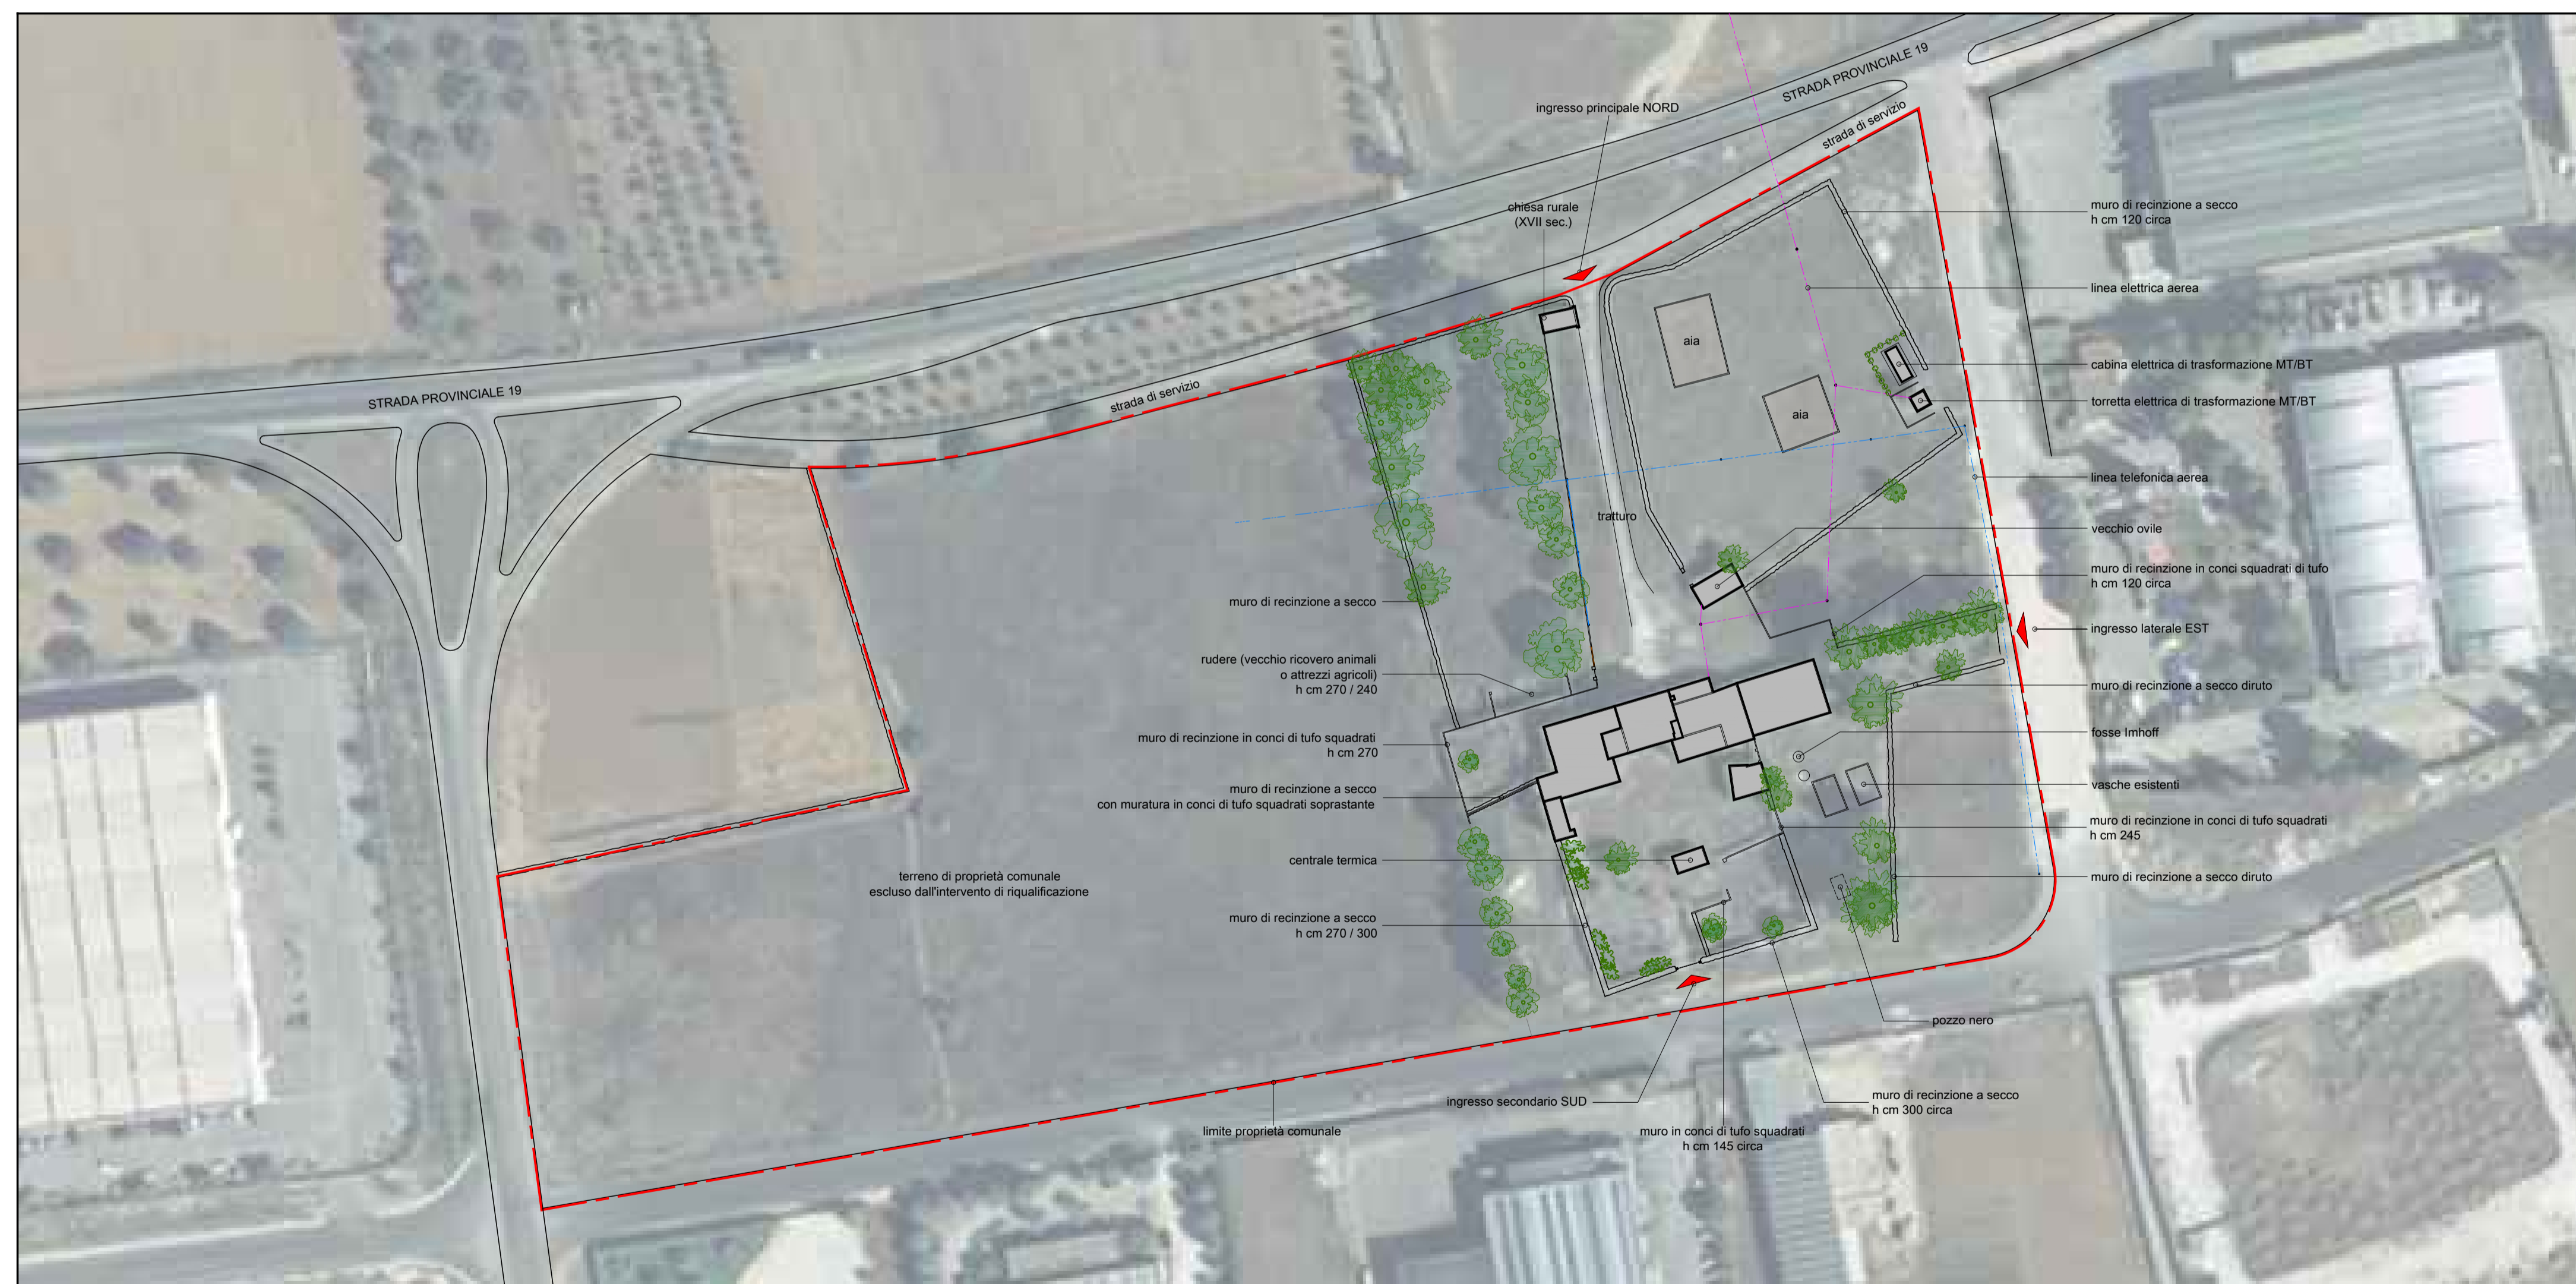 STRADA PROVINCIALE 19
ingresso principale NORD
strada di servizio
chiesa rurale
(XVII sec.)
muro di recinzione a secco
h cm 120 circa
linea elettrica aerea
aia
cabina elettrica di trasformazione MT/BT
STRADA PROVINCIALE 19
strada di servizio
aia
torretta elettrica di trasformazione MT/BT
linea telefonica aerea
tratturo
vecchio ovile
muro di recinzione in conci squadrati di tufo
h cm 120 circa
muro di recinzione a secco
ingresso laterale EST
rudere (vecchio ricovero animali
o attrezzi agricoli)
h cm 270 / 240
muro di recinzione a secco diruto
muro di recinzione in conci di tufo squadrati
h cm 270
fosse Imhoff
muro di recinzione a secco
con muratura in conci di tufo squadrati soprastante
vasche esistenti
muro di recinzione in conci di tufo squadrati
h cm 245
centrale termica
terreno di proprietà comunale
escluso dall'intervento di riqualificazione
muro di recinzione a secco diruto
muro di recinzione a secco
h cm 270 / 300
pozzo nero
ingresso secondario SUD
muro di recinzione a secco
h cm 300 circa
limite proprietà comunale
muro in conci di tufo squadrati
h cm 145 circa